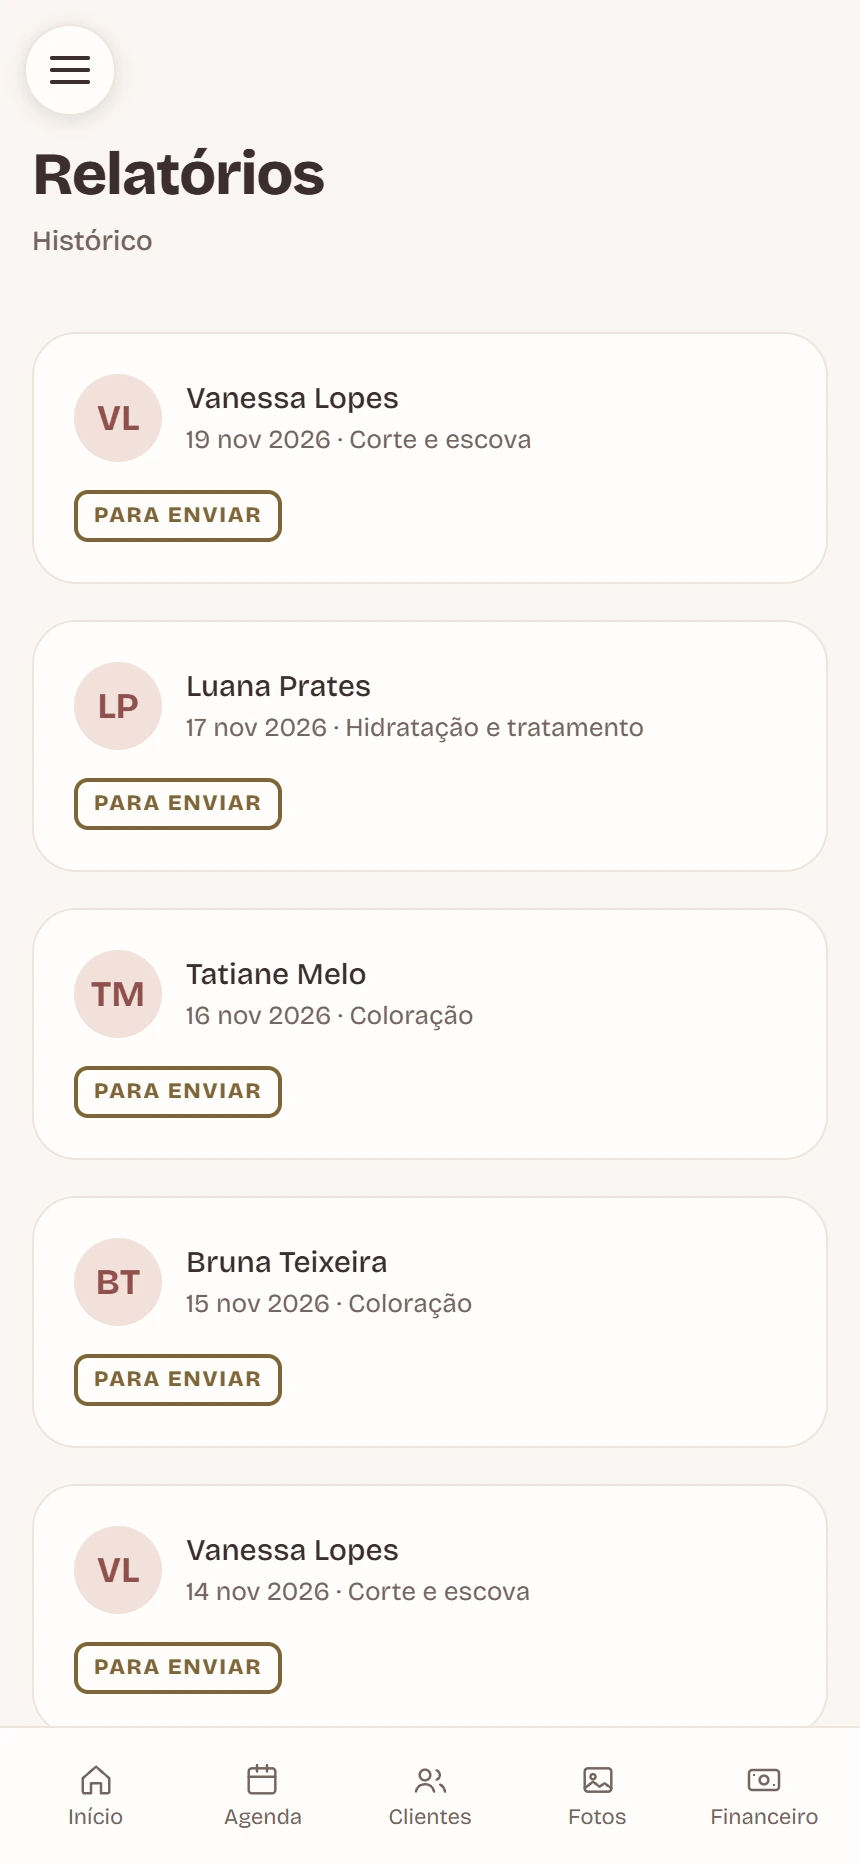 Relatórios
Histórico
VL
Vanessa Lopes
19 nov 2026 · Corte e escova
PARA ENVIAR
LP
Luana Prates
17 nov 2026 · Hidratação e tratamento
PARA ENVIAR
TM
Tatiane Melo
16 nov 2026 · Coloração
PARA ENVIAR
BT
Bruna Teixeira
15 nov 2026 · Coloração
PARA ENVIAR
VL
Vanessa Lopes
14 nov 2026 · Corte e escova
PARA ENVIAR
Início Agenda Clientes Fotos Financeiro